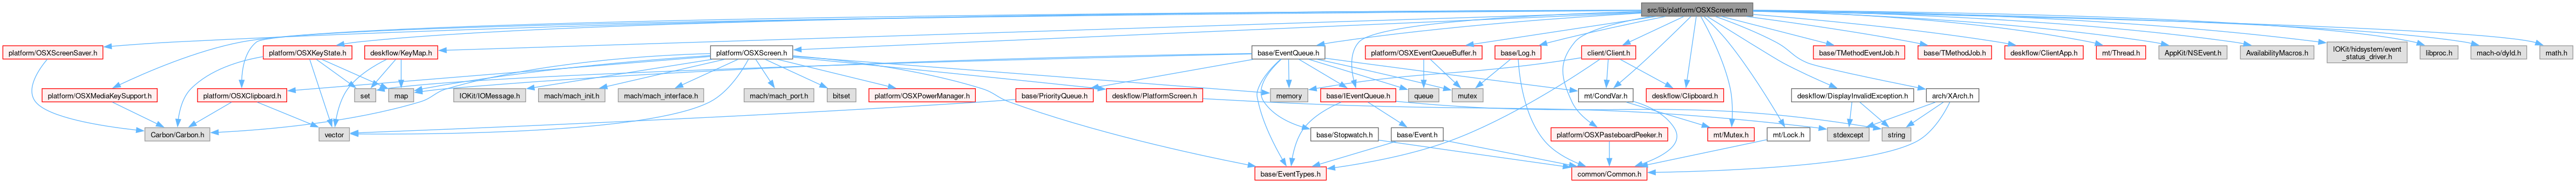 src/lib/platform/OSXScreen.mm
platform/OSXScreenSaver.h
platform/OSXKeyState.h
deskflow/KeyMap.h
platform/OSXScreen.h
base/EventQueue.h
platform/OSXEventQueueBuffer.h
base/Log.h
client/Client.h
base/TMethodEventJob.h
base/TMethodJob.h
deskflow/ClientApp.h
mt/Thread.h
AppKit/NSEvent.h
AvailabilityMacros.h
IOKit/hidsystem/event
_status_driver.h
libproc.h
mach-o/dyld.h
math.h
platform/OSXMediaKeySupport.h
platform/OSXClipboard.h
set
map
IOKit/IOMessage.h
mach/mach_init.h
mach/mach_interface.h
mach/mach_port.h
bitset
platform/OSXPowerManager.h
base/PriorityQueue.h
deskflow/PlatformScreen.h
memory
base/IEventQueue.h
queue
mutex
mt/CondVar.h
deskflow/Clipboard.h
deskflow/DisplayInvalidException.h
arch/XArch.h
Carbon/Carbon.h
vector
base/Stopwatch.h
base/Event.h
platform/OSXPasteboardPeeker.h
mt/Mutex.h
mt/Lock.h
stdexcept
string
base/EventTypes.h
common/Common.h